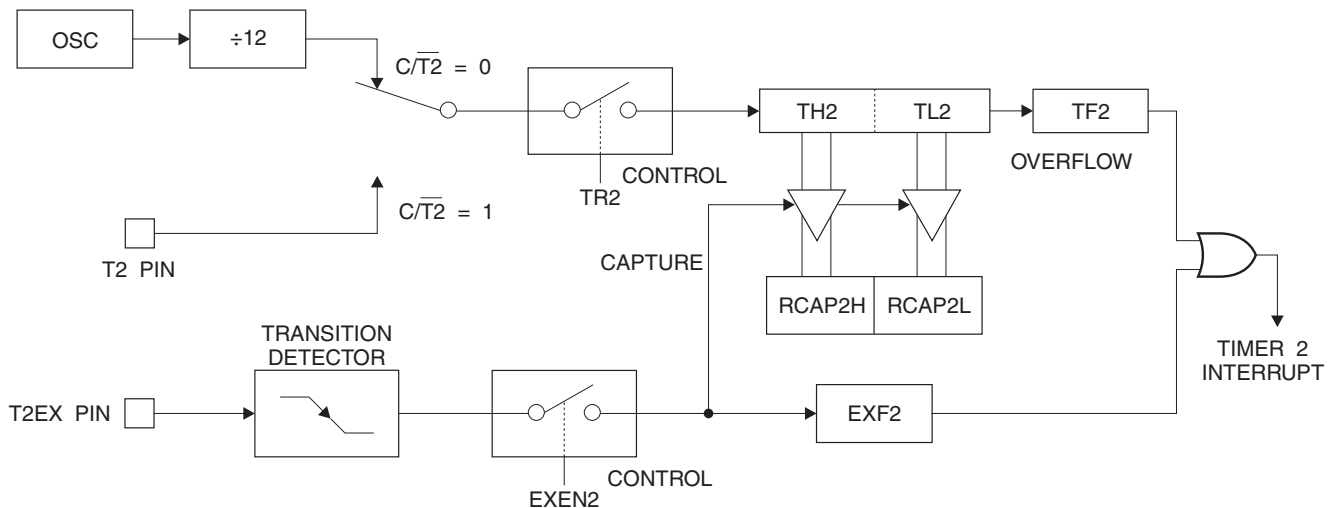 OSC
÷12
C/T2̅ = 0
TH2
TL2
TF2
OVERFLOW
CONTROL
TR2
C/T2̅ = 1
T2 PIN
CAPTURE
RCAP2H
RCAP2L
TRANSITION
DETECTOR
TIMER 2
INTERRUPT
T2EX PIN
EXF2
CONTROL
EXEN2